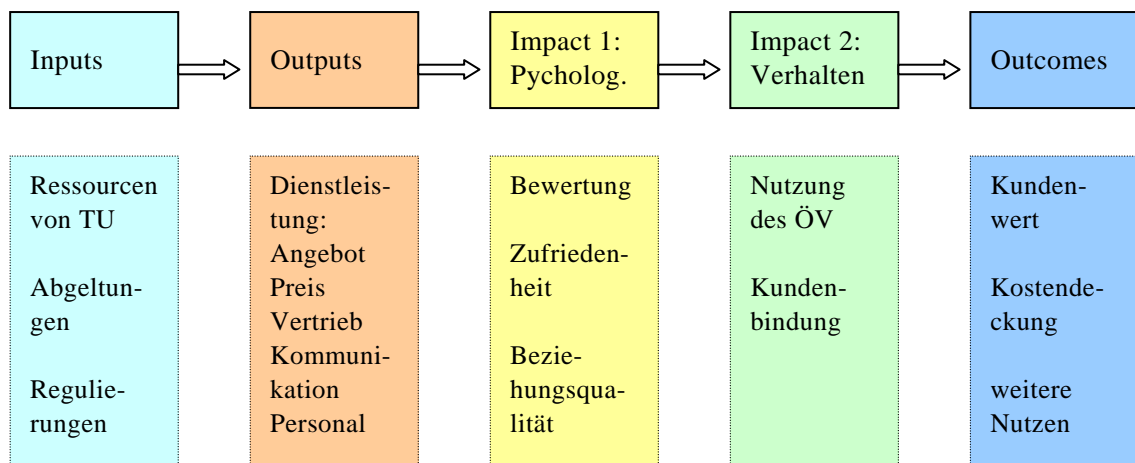 Inputs
Outputs
Impact 1:
Pycholog.
Impact 2:
Verhalten
Outcomes
Ressourcen
von TU
Abgeltun-
gen
Regulie-
rungen
Dienstleis-
tung:
Angebot
Preis
Vertrieb
Kommuni-
kation
Personal
Bewertung
Zufrieden-
heit
Bezie-
hungsqua-
lität
Nutzung
des ÖV
Kunden-
bindung
Kunden-
wert
Kostende-
ckung
weitere
Nutzen